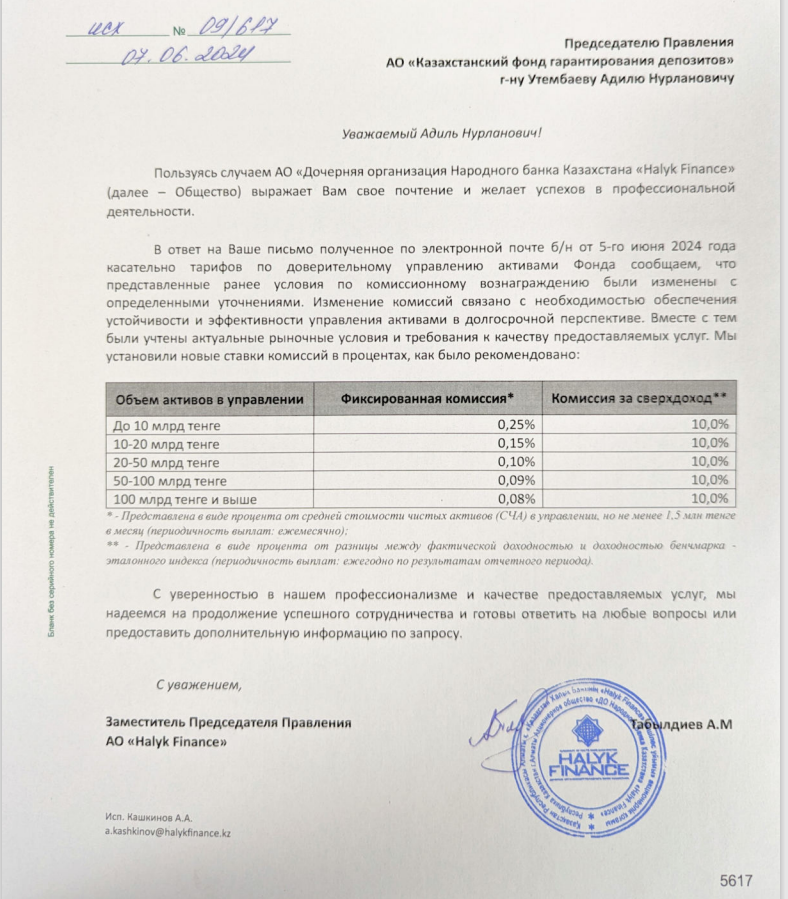 исх № 09/617
07.06.2024
Председателю Правления
АО «Казахстанский фонд гарантирования депозитов»
г-ну Утембаеву Адилю Нурлановичу
Уважаемый Адиль Нурланович!
Пользуясь случаем АО «Дочерняя организация Народного банка Казахстана «Halyk Finance»
(далее – Общество) выражает Вам свое почтение и желает успехов в профессиональной
деятельности.
В ответ на Ваше письмо полученное по электронной почте б/н от 5-го июня 2024 года
касательно тарифов по доверительному управлению активами Фонда сообщаем, что
представленные ранее условия по комиссионному вознаграждению были изменены с
определенными уточнениями. Изменение комиссий связано с необходимостью обеспечения
устойчивости и эффективности управления активами в долгосрочной перспективе. Вместе с тем
были учтены актуальные рыночные условия и требования к качеству предоставляемых услуг. Мы
установили новые ставки комиссий в процентах, как было рекомендовано:
Объем активов в управлении Фиксированная комиссия* Комиссия за сверхдоход**
До 10 млрд тенге 0,25% 10,0%
10-20 млрд тенге 0,15% 10,0%
20-50 млрд тенге 0,10% 10,0%
50-100 млрд тенге 0,09% 10,0%
100 млрд тенге и выше 0,08% 10,0%
* - Представлена в виде процента от средней стоимости чистых активов (СЧА) в управлении, но не менее 1,5 млн тенге
в месяц (периодичность выплат: ежемесячно);
** - Представлена в виде процента от разницы между фактической доходностью и доходностью бенчмарка -
эталонного индекса (периодичность выплат: ежегодно по результатам отчетного периода).
С уверенностью в нашем профессионализме и качестве предоставляемых услуг, мы
надеемся на продолжение успешного сотрудничества и готовы ответить на любые вопросы или
предоставить дополнительную информацию по запросу.
Бланк без серийного номера не действителен
С уважением,
Заместитель Председателя Правления
АО «Halyk Finance»
Табылдиев А.М
HALYK
FINANCE
Исп. Кашкинов А.А.
a.kashkinov@halykfinance.kz
5617